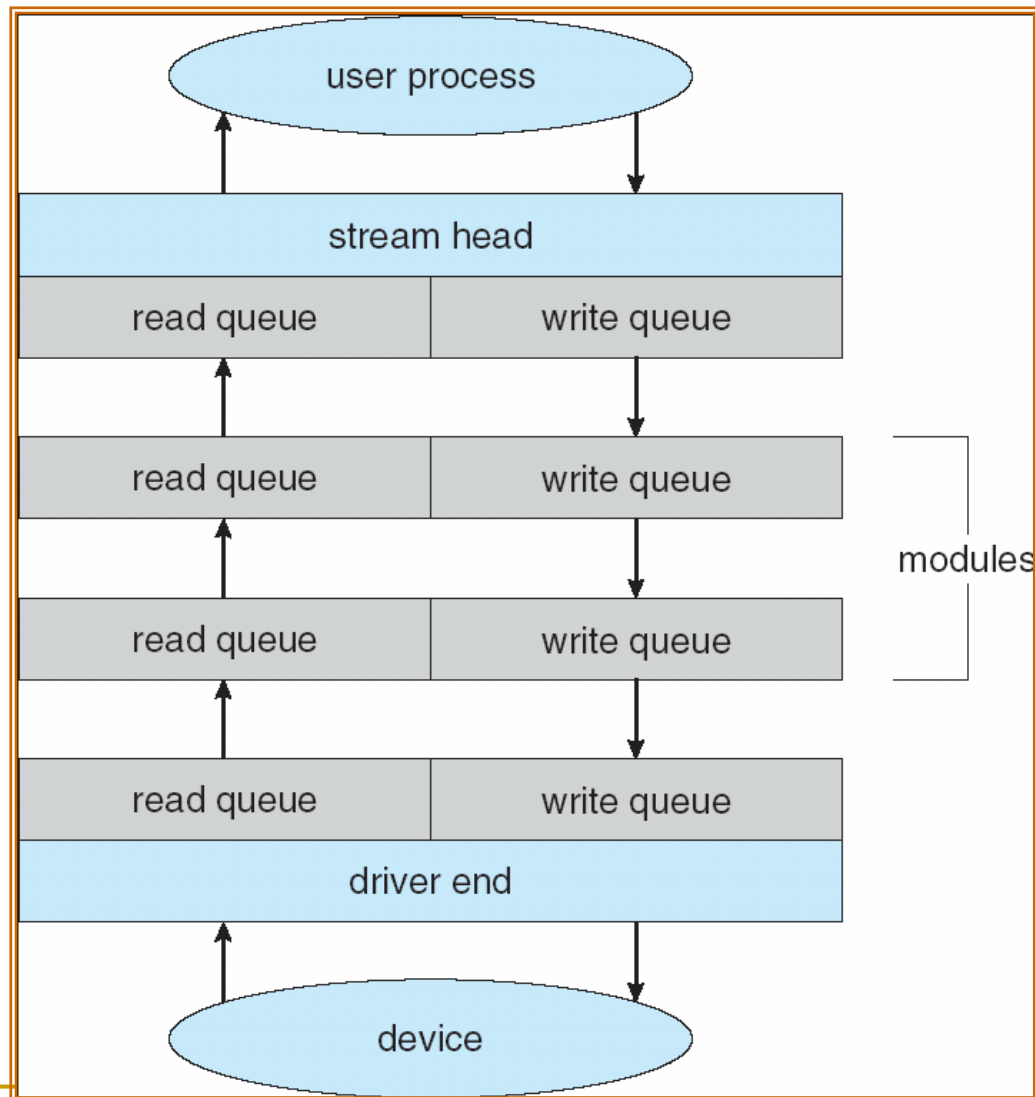 user process
stream head
read queue write queue
read queue write queue
modules
read queue write queue
read queue write queue
driver end
device